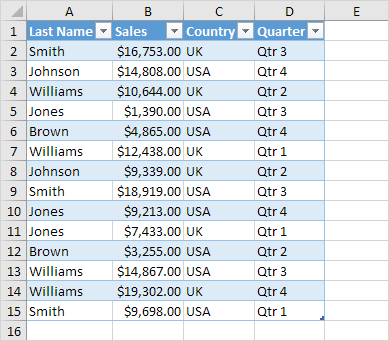 A B C D E
1 Last Name Sales Country Quarter
2 Smith $16,753.00 UK Qtr 3
3 Johnson $14,808.00 USA Qtr 4
4 Williams $10,644.00 UK Qtr 2
5 Jones $1,390.00 USA Qtr 3
6 Brown $4,865.00 USA Qtr 4
7 Williams $12,438.00 UK Qtr 1
8 Johnson $9,339.00 UK Qtr 2
9 Smith $18,919.00 USA Qtr 3
10 Jones $9,213.00 USA Qtr 4
11 Jones $7,433.00 UK Qtr 1
12 Brown $3,255.00 USA Qtr 2
13 Williams $14,867.00 USA Qtr 3
14 Williams $19,302.00 UK Qtr 4
15 Smith $9,698.00 USA Qtr 1
16